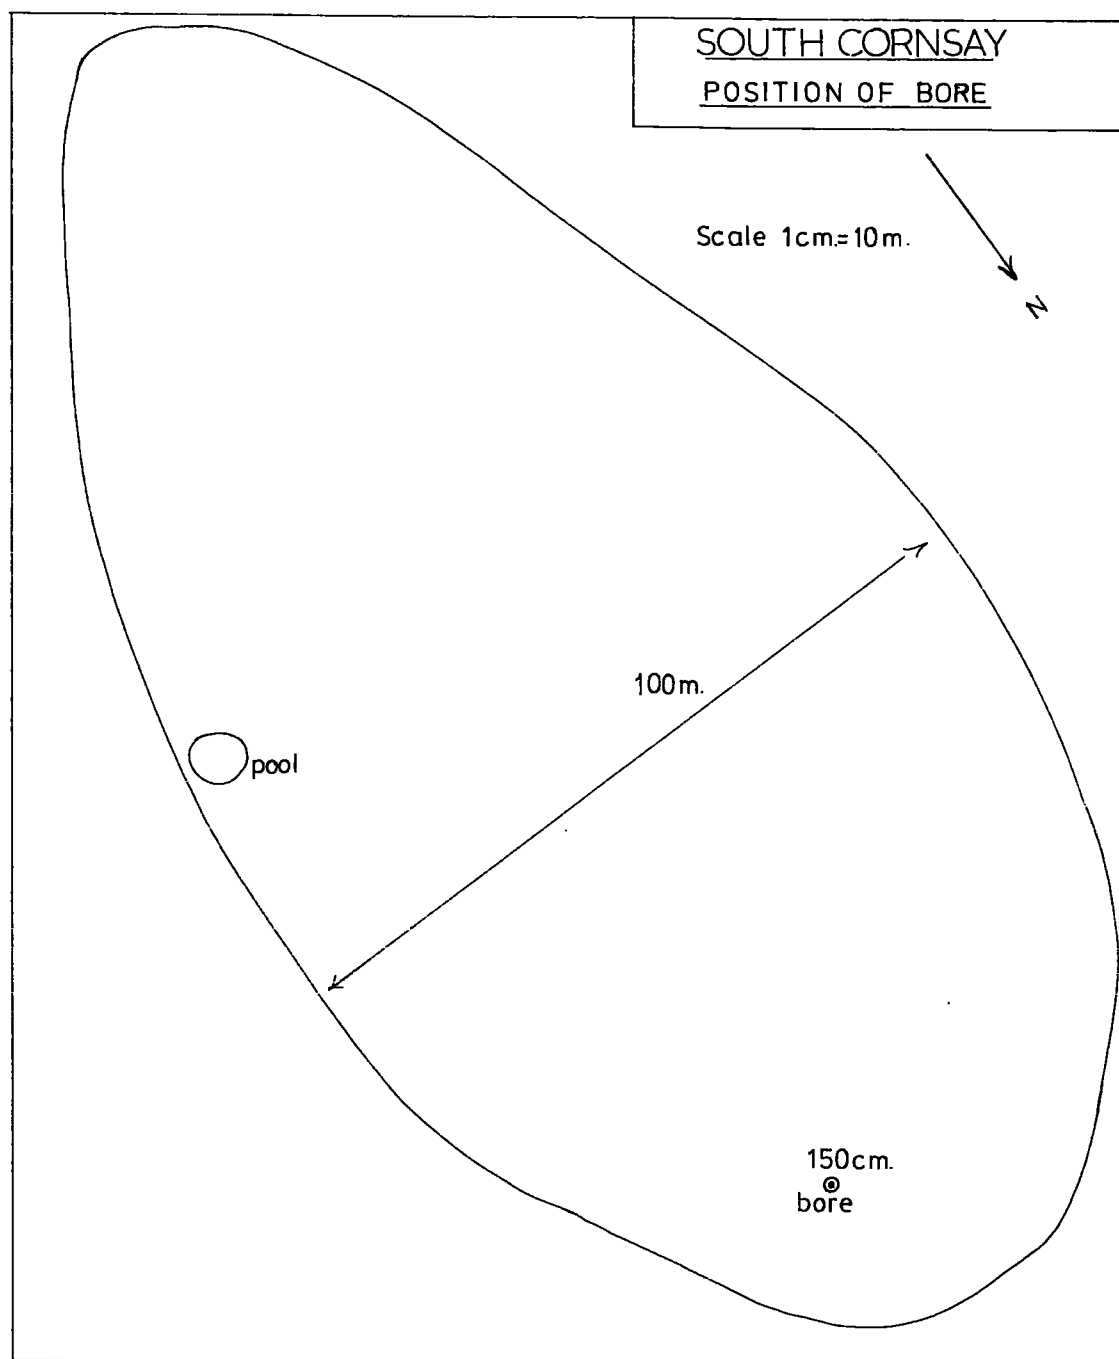 SOUTH CORNSAY
POSITION OF BORE
Scale 1cm.=10m.
N
100m.
pool
150cm.
bore